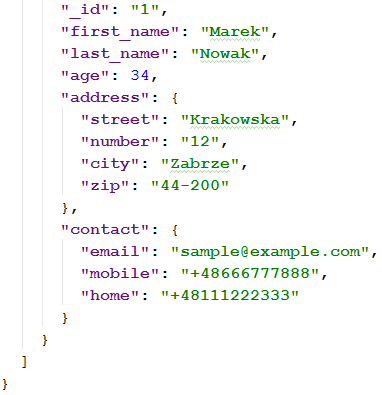 "_id": "1",
"first_name": "Marek",
"last_name": "Nowak",
"age": 34,
"address": {
"street": "Krakowska",
"number": "12",
"city": "Zabrze",
"zip": "44-200"
},
"contact": {
"email": "sample@example.com",
"mobile": "+48666777888",
"home": "+48111222333"
}
}
]
}